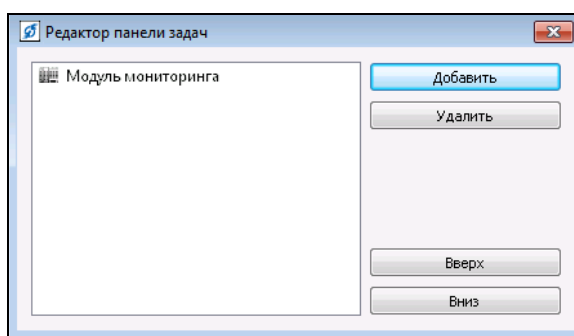 Редактор панели задач
Модуль мониторинга
Добавить
Удалить
Вверх
Вниз